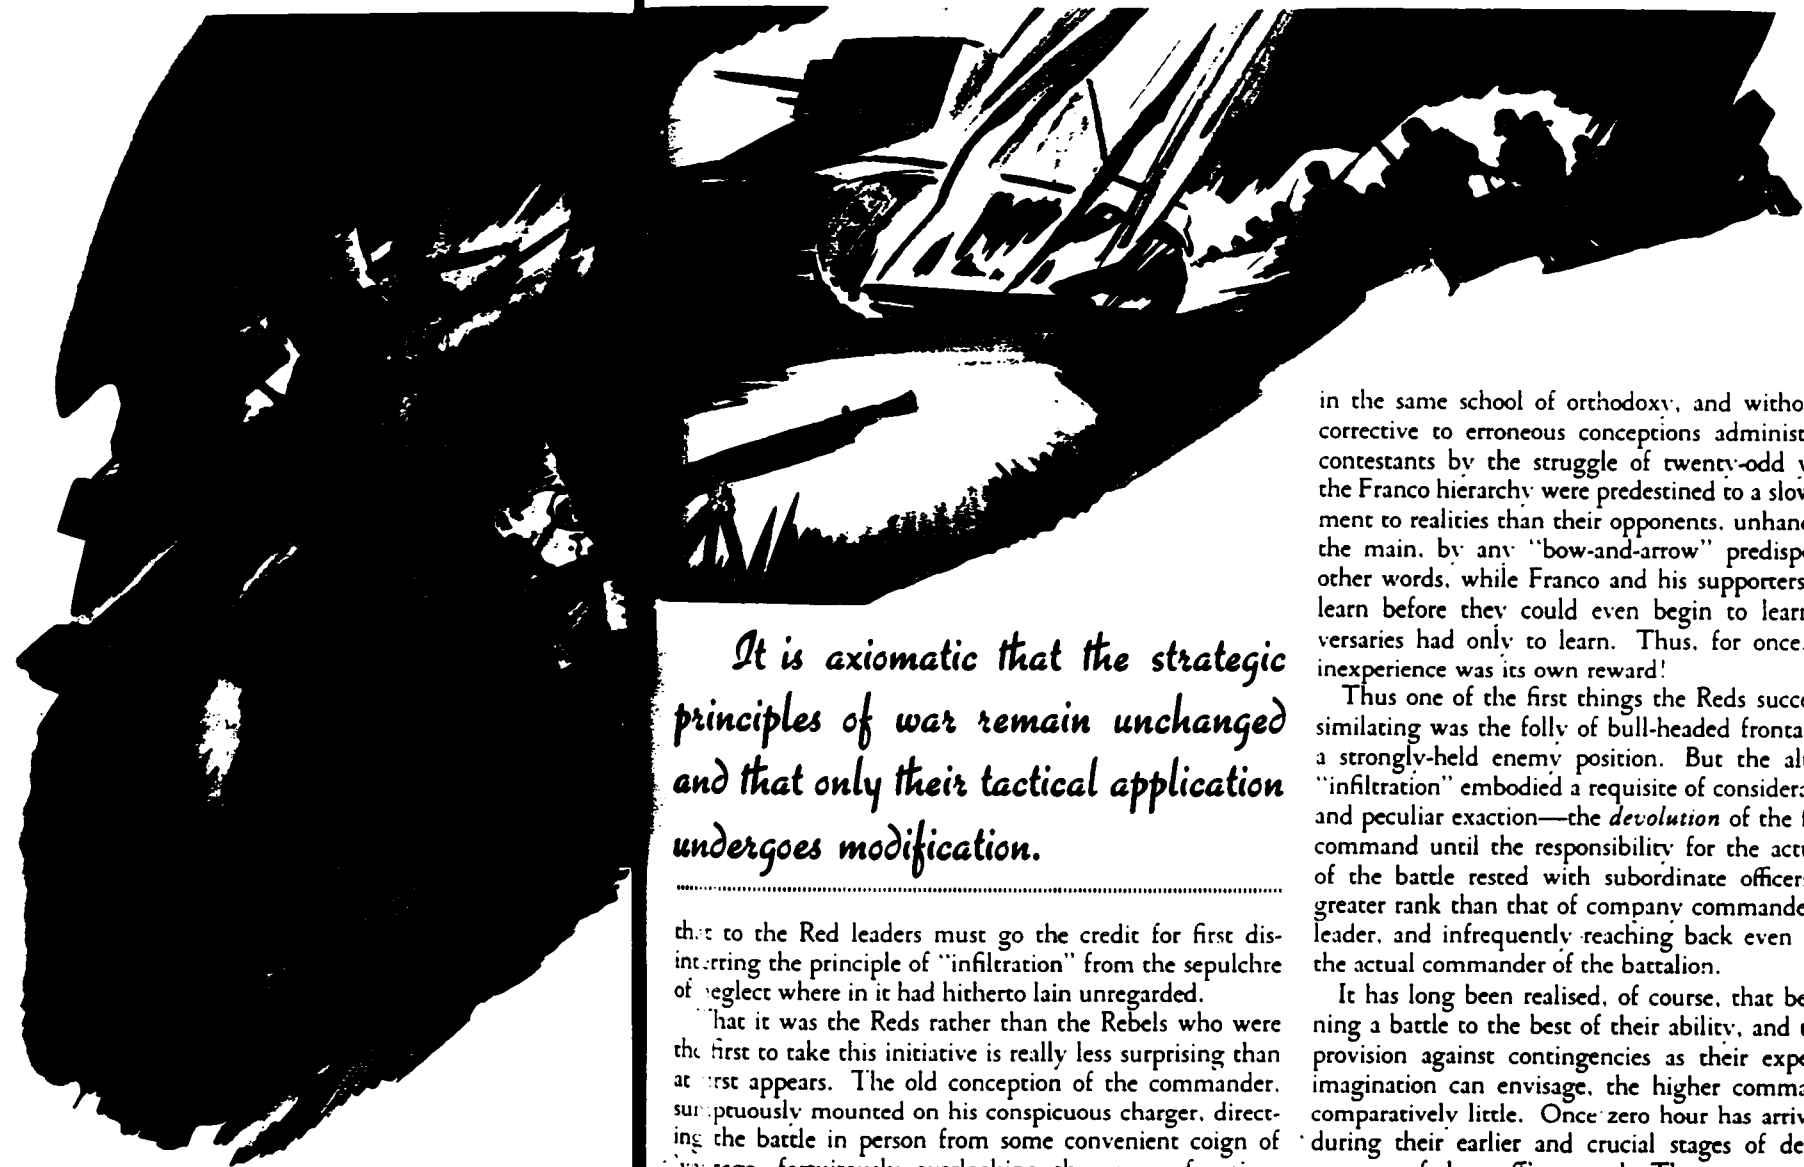 It is axiomatic that the strategic
principles of war remain unchanged
and that only their tactical application
undergoes modification.
to the Red leaders must go the credit for first dis-
the principle of "infiltration" from the sepulchre
of where in it had hitherto lain unregarded.
it was the Reds rather than the Rebels who were
the first to take this initiative is really less surprising than
at appears. The old conception of the commander,
mounted on his conspicuous charger, direct-
ing the battle in person from some convenient coign of
in the same school of orthodoxy, and
corrective to erroneous conceptions
contestants by the struggle of twenty-odd
the Franco hierarchy were predestined to a
ment to realities than their opponents,
the main, by any "bow-and-arrow"
other words, while Franco and his supporters
learn before they could even begin to learn
versaries had only to learn. Thus, for once,
inexperience was its own reward!
Thus one of the first things the Reds
similating was the folly of bull-headed
a strongly-held enemy position. But the
"infiltration" embodied a requisite of
and peculiar exaction—the devolution of the
command until the responsibility for the
of the battle rested with subordinate
greater rank than that of company
leader, and infrequently reaching back even
the actual commander of the battalion.
It has long been realised, of course, that
ning a battle to the best of their ability, and
provision against contingencies as their
imagination can envisage, the higher
comparatively little. Once zero hour has
during their earlier and crucial stages of